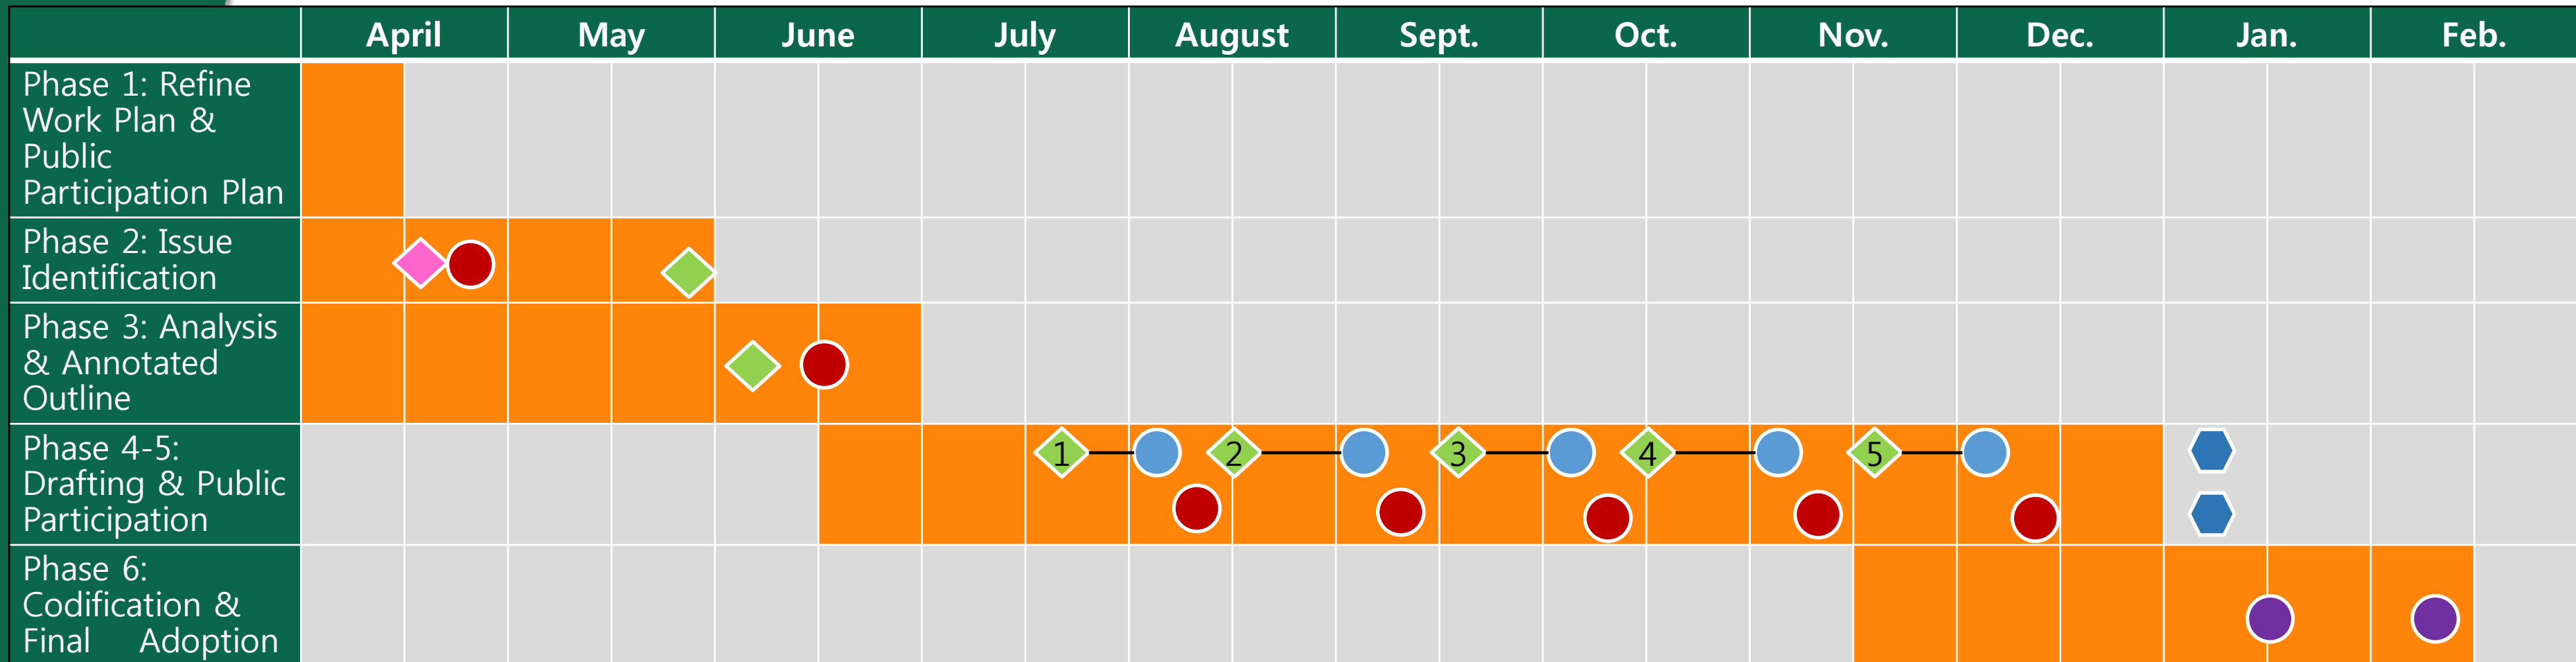 April May June July August Sept. Oct. Nov. Dec. Jan. Feb.
Phase 1: Refine
Work Plan &
Public
Participation Plan
Phase 2: Issue
Identification
Phase 3: Analysis
& Annotated
Outline
Phase 4-5:
Drafting & Public
Participation
1 2 3 4 5
Phase 6:
Codification &
Final Adoption